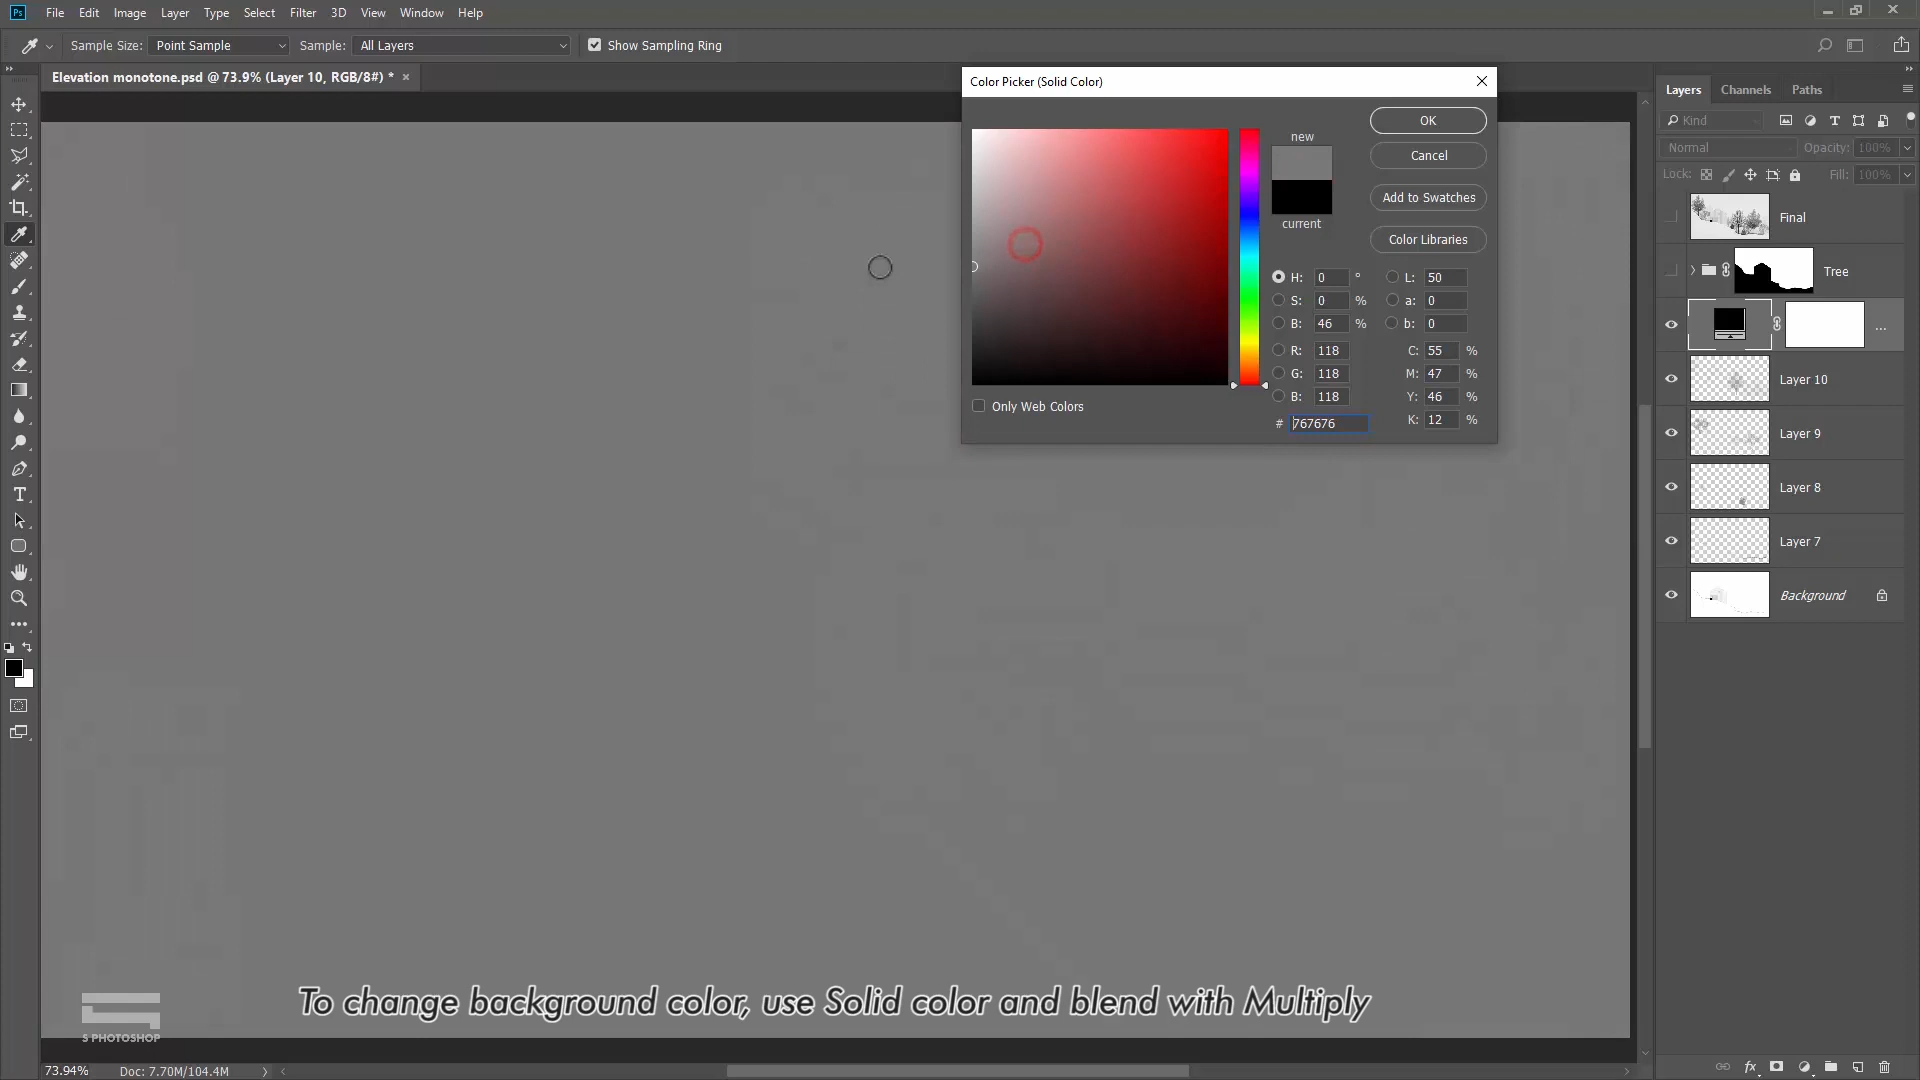 Ps File Edit Image Layer Type Select Filter 3D View Window Help
Sample Size: Point Sample Sample: All Layers Show Sampling Ring
Elevation monotone.psd @ 73.9% (Layer 10, RGB/8#) * ×
Color Picker (Solid Color)
new
current
OK
Cancel
Add to Swatches
Color Libraries
H: 0 °
S: 0 %
B: 46 %
R: 118
G: 118
B: 118
# 767676
L: 50
a: 0
b: 0
C: 55 %
M: 47 %
Y: 46 %
K: 12 %
Only Web Colors
Layers Channels Paths
Kind
Normal Opacity: 100%
Lock: Fill: 100%
Final
Tree
...
Layer 10
Layer 9
Layer 8
Layer 7
Background
To change background color, use Solid color and blend with Multiply
S PHOTOSHOP
73.94% Doc: 7.70M/104.4M